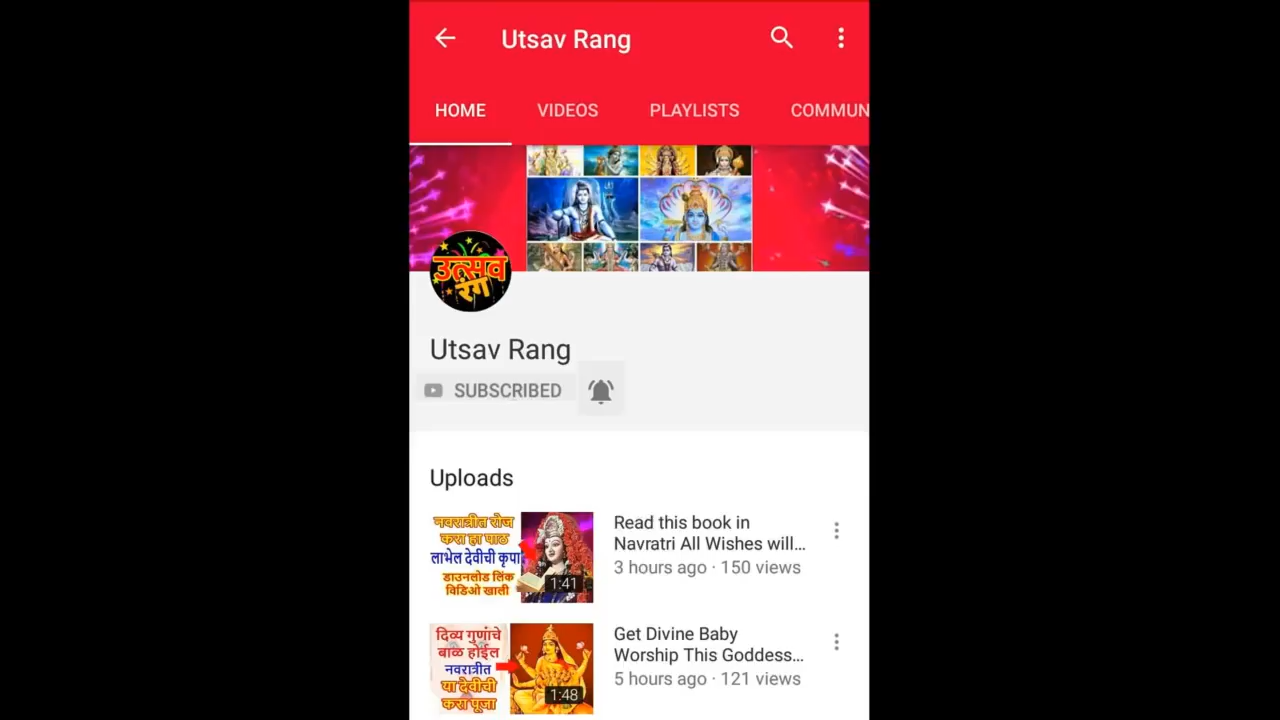 Utsav Rang
HOME VIDEOS PLAYLISTS COMMUN
उत्सव
रंग
Utsav Rang
SUBSCRIBED
Uploads
नवरात्रीत रोज
करा हा पाठ
लाभेल देवीची कृपा
डाउनलोड लिंक
विडिओ खाली
1:41
Read this book in
Navratri All Wishes will...
3 hours ago · 150 views
दिव्य गुणांचे
बाळ होईल
नवरात्रीत
या देवीची
करा पूजा
1:48
Get Divine Baby
Worship This Goddess...
5 hours ago · 121 views